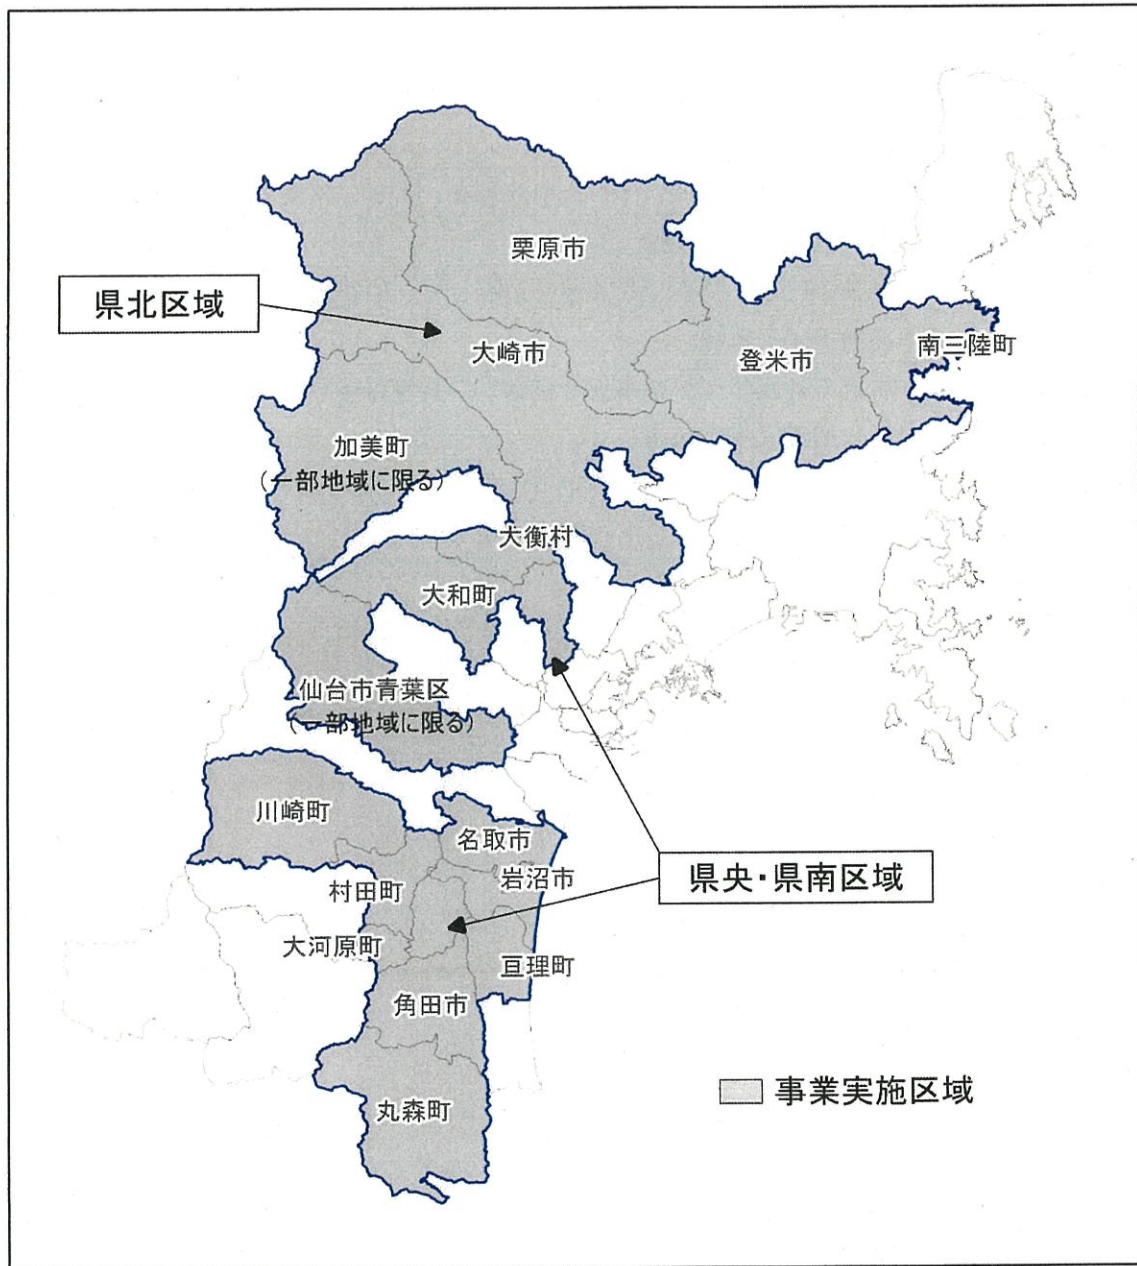 栗原市
県北区域
大崎市
登米市
南三陸町
加美町
(一部地域に限る)
大衡村
大和町
仙台市青葉区
(一部地域に限る)
川崎町
名取市
県央・県南区域
岩沼市
村田町
大河原町
亘理町
角田市
事業実施区域
丸森町